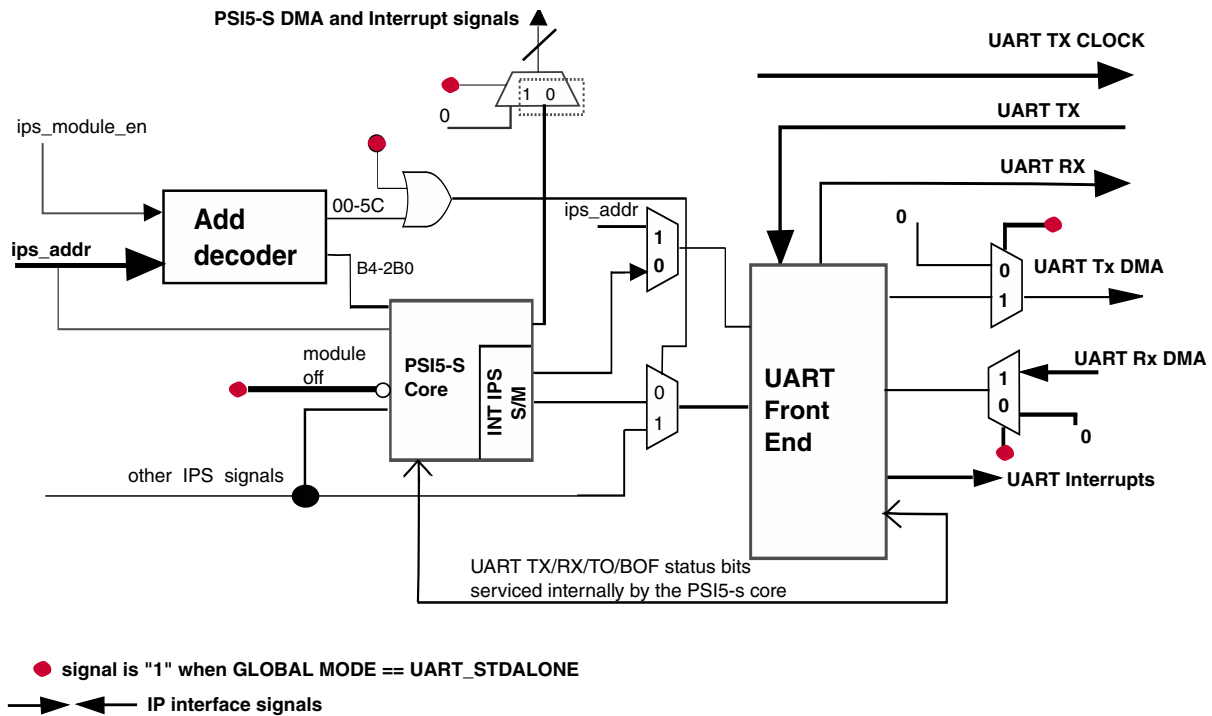 PSI5-S DMA and Interrupt signals
UART TX CLOCK
1 0
0
UART TX
ips_module_en
UART RX
00-5C
ips_addr
0
Add
decoder
ips_addr
1
0
0
1
UART Tx DMA
B4-2B0
module
off
PSI5-S
Core
INT IPS
S/M
0
1
UART
Front
End
1
0
UART Rx DMA
0
other IPS signals
UART Interrupts
UART TX/RX/TO/BOF status bits
serviced internally by the PSI5-s core
signal is "1" when GLOBAL MODE == UART_STDALONE
IP interface signals